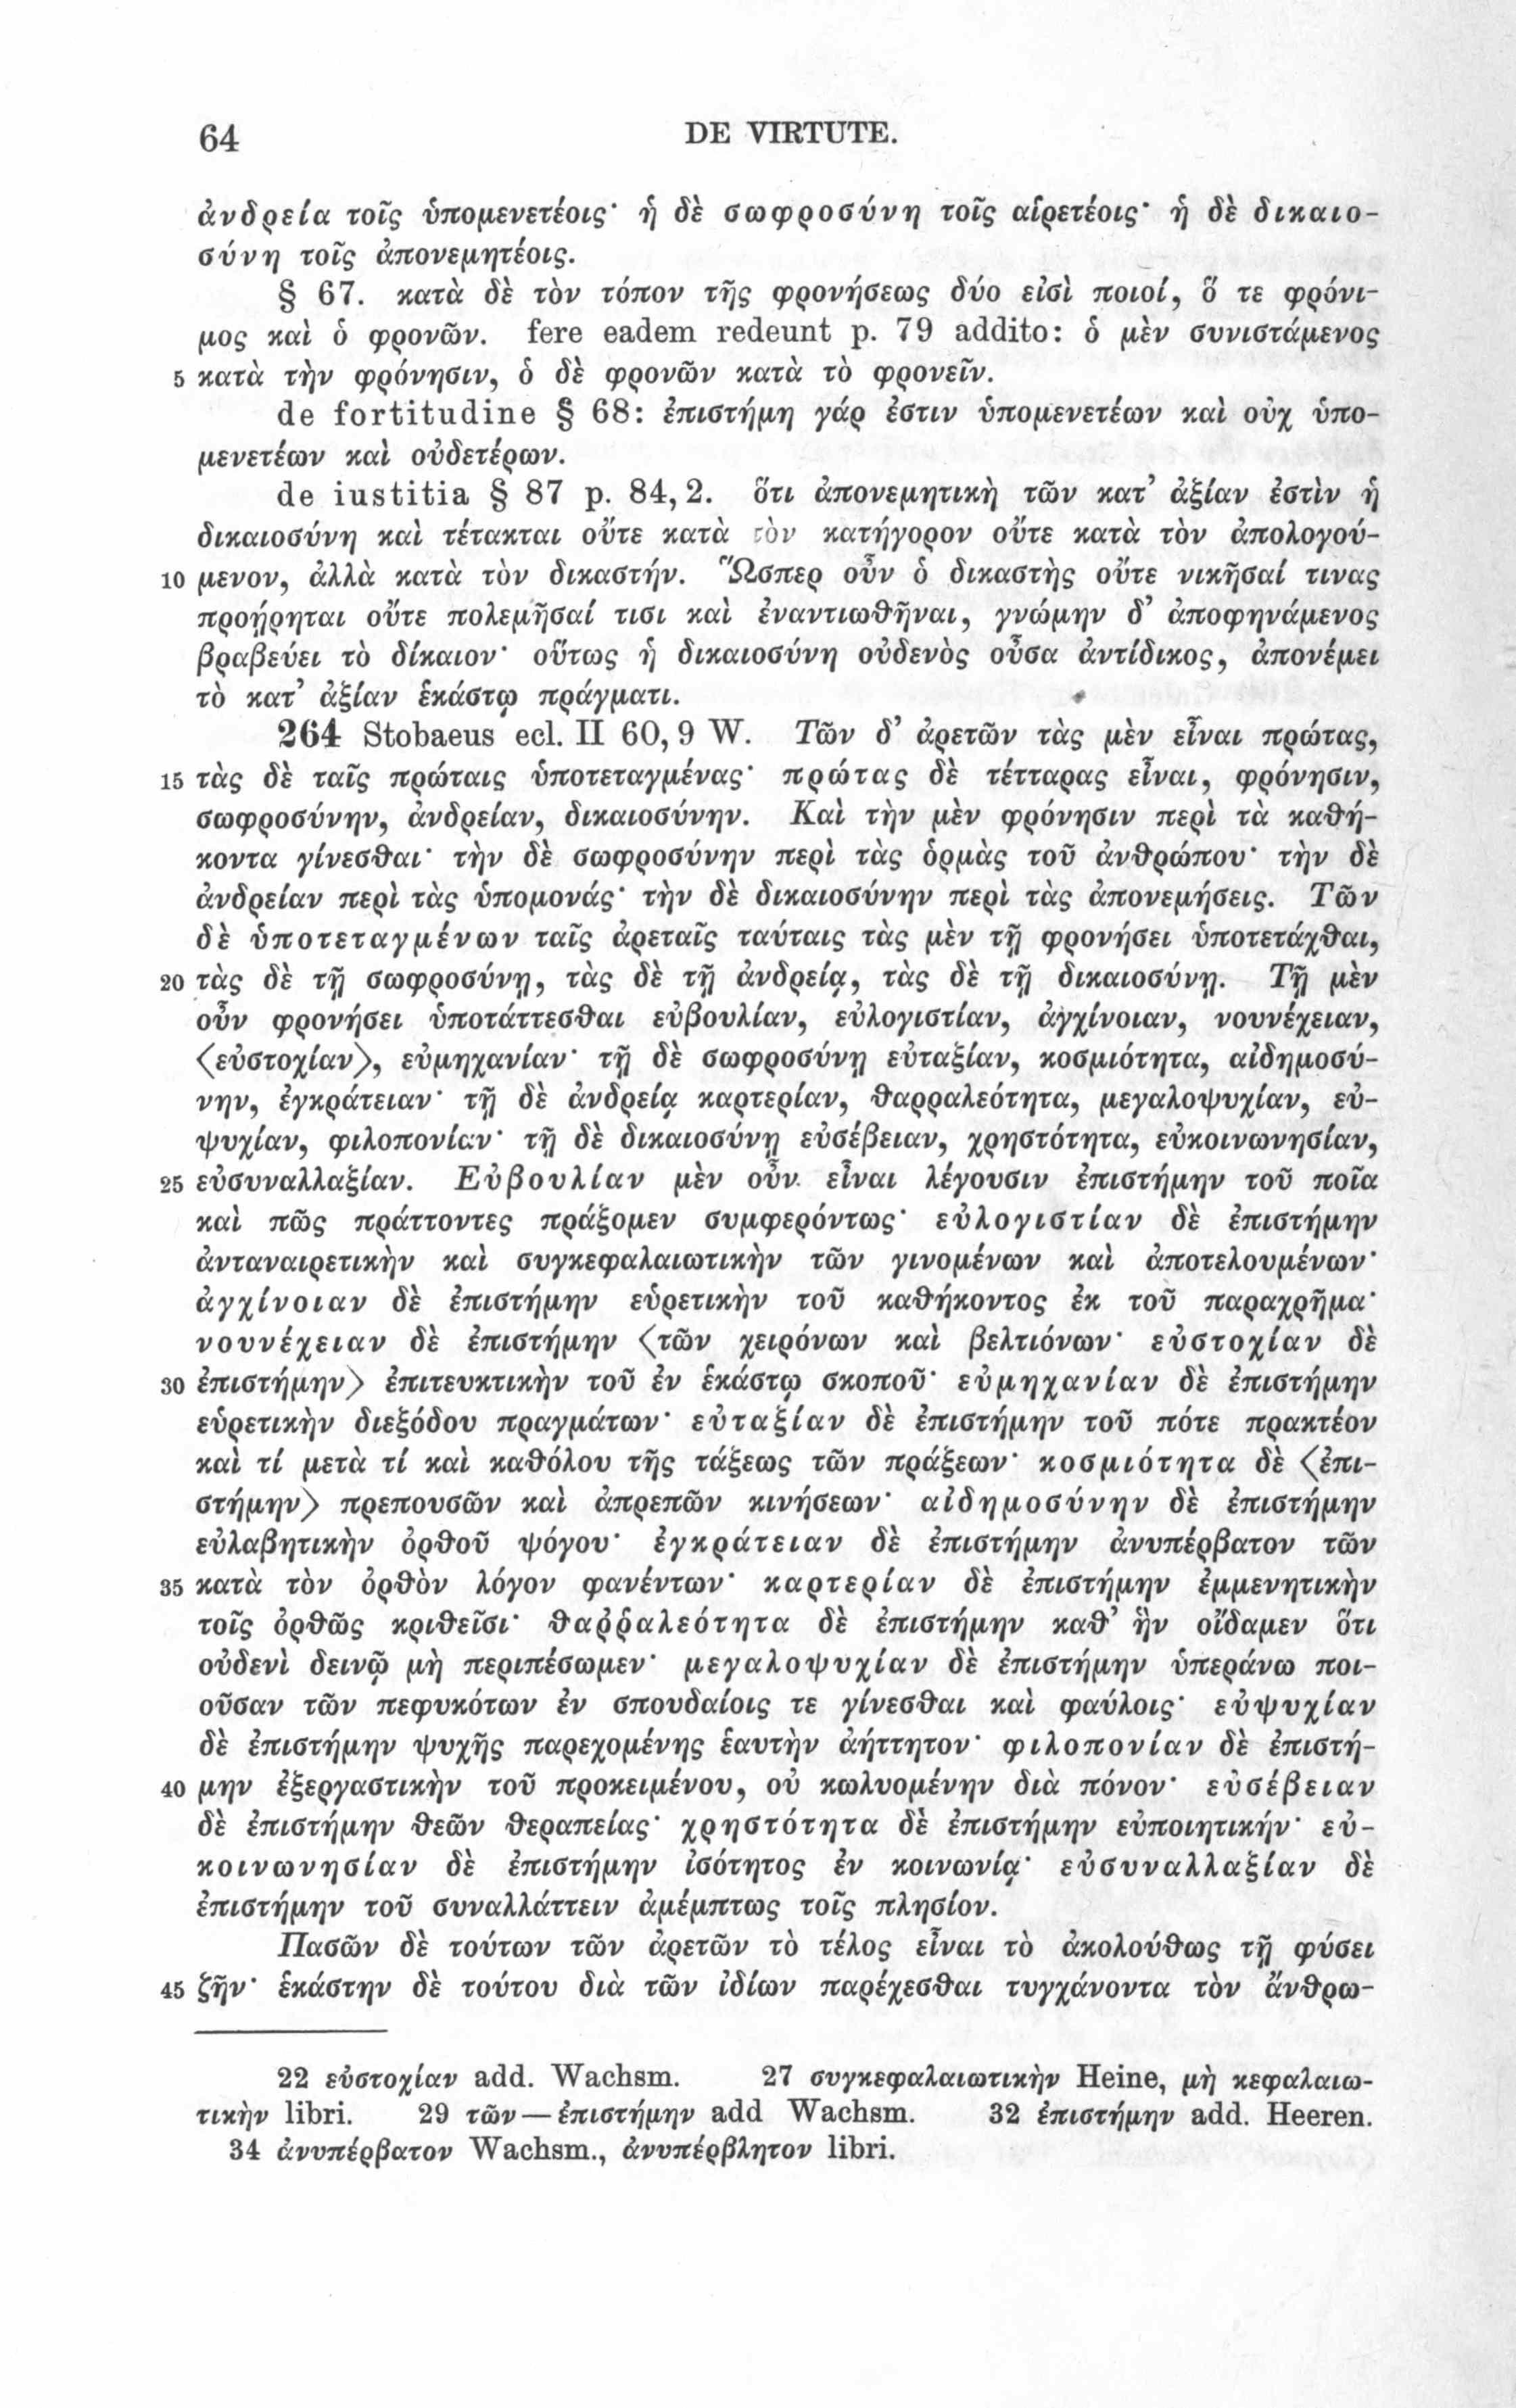 64 DE VIRTUTE.
ἀνδρεία τοῖς ὑπομενετέοις· ἡ δὲ σωφροσύνη τοῖς αἱρετέοις· ἡ δὲ δικαιο-
σύνη τοῖς ἀπονεμητέοις.
§ 67. κατὰ δὲ τὸν τόπον τῆς φρονήσεως δύο εἰσὶ ποιοί, ὅ τε φρόνι-
μος καὶ ὁ φρονῶν. fere eadem redeunt p. 79 addito: ὁ μὲν συνιστάμενος
5 κατὰ τὴν φρόνησιν, ὁ δὲ φρονῶν κατὰ τὸ φρονεῖν.
de fortitudine § 68: ἐπιστήμη γάρ ἐστιν ὑπομενετέων καὶ οὐχ ὑπο-
μενετέων καὶ οὐδετέρων.
de iustitia § 87 p. 84, 2. ὅτι ἀπονεμητικὴ τῶν κατ’ ἀξίαν ἐστὶν ἡ
δικαιοσύνη καὶ τέτακται οὔτε κατὰ τὸν κατήγορον οὔτε κατὰ τὸν ἀπολογού-
10 μενον, ἀλλὰ κατὰ τὸν δικαστήν. Ὥσπερ οὖν ὁ δικαστὴς οὔτε νικῆσαί τινας
προῄρηται οὔτε πολεμῆσαί τισι καὶ ἐναντιωθῆναι, γνώμην δ’ ἀποφηνάμενος
βραβεύει τὸ δίκαιον· οὕτως ἡ δικαιοσύνη οὐδενὸς οὖσα ἀντίδικος, ἀπονέμει
τὸ κατ’ ἀξίαν ἑκάστῳ πράγματι.
264 Stobaeus ecl. II 60, 9 W. Τῶν δ’ ἀρετῶν τὰς μὲν εἶναι πρώτας,
15 τὰς δὲ ταῖς πρώταις ὑποτεταγμένας· πρώτας δὲ τέτταρας εἶναι, φρόνησιν,
σωφροσύνην, ἀνδρείαν, δικαιοσύνην. Καὶ τὴν μὲν φρόνησιν περὶ τὰ καθή-
κοντα γίνεσθαι· τὴν δὲ σωφροσύνην περὶ τὰς ὁρμὰς τοῦ ἀνθρώπου· τὴν δὲ
ἀνδρείαν περὶ τὰς ὑπομονάς· τὴν δὲ δικαιοσύνην περὶ τὰς ἀπονεμήσεις. Τῶν
δὲ ὑποτεταγμένων ταῖς ἀρεταῖς ταύταις τὰς μὲν τῇ φρονήσει ὑποτετάχθαι,
20 τὰς δὲ τῇ σωφροσύνῃ, τὰς δὲ τῇ ἀνδρείᾳ, τὰς δὲ τῇ δικαιοσύνῃ. Τῇ μὲν
οὖν φρονήσει ὑποτάττεσθαι εὐβουλίαν, εὐλογιστίαν, ἀγχίνοιαν, νουνέχειαν,
⟨εὐστοχίαν⟩, εὐμηχανίαν· τῇ δὲ σωφροσύνῃ εὐταξίαν, κοσμιότητα, αἰδημοσύ-
νην, ἐγκράτειαν· τῇ δὲ ἀνδρείᾳ καρτερίαν, θαρραλεότητα, μεγαλοψυχίαν, εὐ-
ψυχίαν, φιλοπονίαν· τῇ δὲ δικαιοσύνῃ εὐσέβειαν, χρηστότητα, εὐκοινωνησίαν,
25 εὐσυναλλαξίαν. Εὐβουλίαν μὲν οὖν εἶναι λέγουσιν ἐπιστήμην τοῦ ποῖα
καὶ πῶς πράττοντες πράξομεν συμφερόντως· εὐλογιστίαν δὲ ἐπιστήμην
ἀνταναιρετικὴν καὶ συγκεφαλαιωτικὴν τῶν γινομένων καὶ ἀποτελουμένων·
ἀγχίνοιαν δὲ ἐπιστήμην εὑρετικὴν τοῦ καθήκοντος ἐκ τοῦ παραχρῆμα·
νουνέχειαν δὲ ἐπιστήμην ⟨τῶν χειρόνων καὶ βελτιόνων· εὐστοχίαν δὲ
30 ἐπιστήμην⟩ ἐπιτευκτικὴν τοῦ ἐν ἑκάστῳ σκοποῦ· εὐμηχανίαν δὲ ἐπιστήμην
εὑρετικὴν διεξόδου πραγμάτων· εὐταξίαν δὲ ἐπιστήμην τοῦ πότε πρακτέον
καὶ τί μετὰ τί καὶ καθόλου τῆς τάξεως τῶν πράξεων· κοσμιότητα δὲ ⟨ἐπι-
στήμην⟩ πρεπουσῶν καὶ ἀπρεπῶν κινήσεων· αἰδημοσύνην δὲ ἐπιστήμην
εὐλαβητικὴν ὀρθοῦ ψόγου· ἐγκράτειαν δὲ ἐπιστήμην ἀνυπέρβατον τῶν
35 κατὰ τὸν ὀρθὸν λόγον φανέντων· καρτερίαν δὲ ἐπιστήμην ἐμμενητικὴν
τοῖς ὀρθῶς κριθεῖσι· θαῤῥαλεότητα δὲ ἐπιστήμην καθ’ ἣν οἴδαμεν ὅτι
οὐδενὶ δεινῷ μὴ περιπέσωμεν· μεγαλοψυχίαν δὲ ἐπιστήμην ὑπεράνω ποι-
οῦσαν τῶν πεφυκότων ἐν σπουδαίοις τε γίνεσθαι καὶ φαύλοις· εὐψυχίαν
δὲ ἐπιστήμην ψυχῆς παρεχομένης ἑαυτὴν ἀήττητον· φιλοπονίαν δὲ ἐπιστή-
40 μην ἐξεργαστικὴν τοῦ προκειμένου, οὐ κωλυομένην διὰ πόνον· εὐσέβειαν
δὲ ἐπιστήμην θεῶν θεραπείας· χρηστότητα δὲ ἐπιστήμην εὐποιητικήν· εὐ-
κοινωνησίαν δὲ ἐπιστήμην ἰσότητος ἐν κοινωνίᾳ· εὐσυναλλαξίαν δὲ
ἐπιστήμην τοῦ συναλλάττειν ἀμέμπτως τοῖς πλησίον.
Πασῶν δὲ τούτων τῶν ἀρετῶν τὸ τέλος εἶναι τὸ ἀκολούθως τῇ φύσει
45 ζῆν· ἑκάστην δὲ τούτου διὰ τῶν ἰδίων παρέχεσθαι τυγχάνοντα τὸν ἄνθρω-
22 εὐστοχίαν add. Wachsm. 27 συγκεφαλαιωτικὴν Heine, μὴ κεφαλαιω-
τικὴν libri. 29 τῶν — ἐπιστήμην add Wachsm. 32 ἐπιστήμην add. Heeren.
34 ἀνυπέρβατον Wachsm., ἀνυπέρβλητον libri.